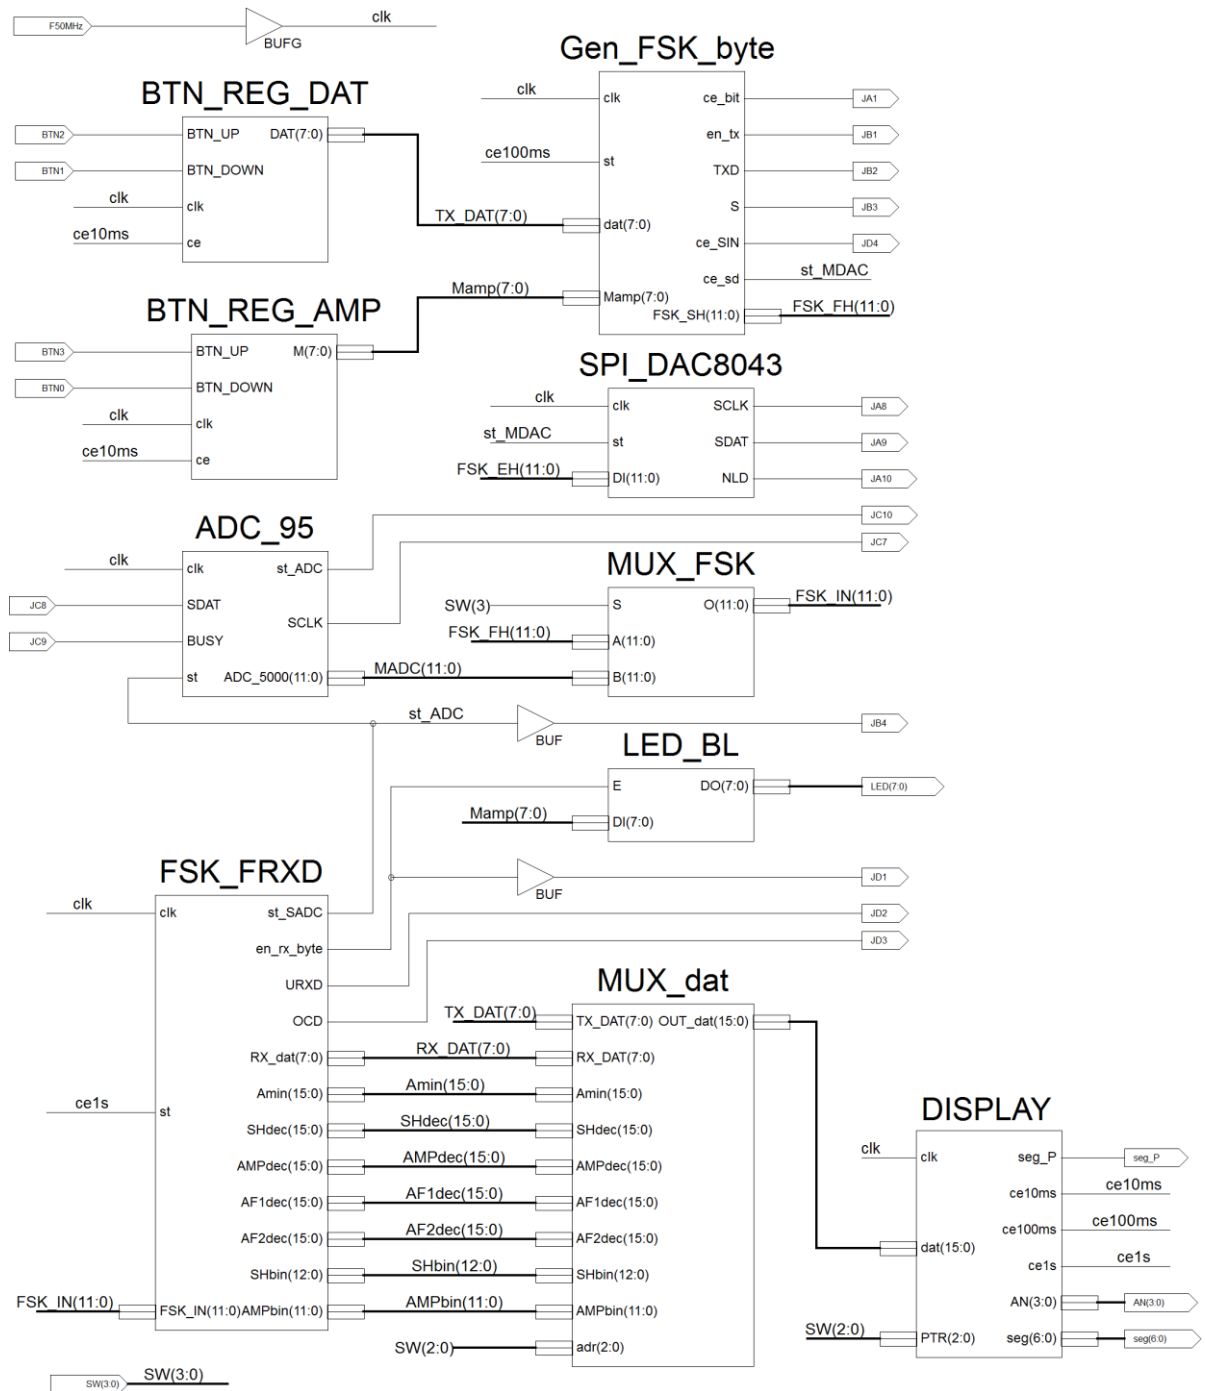 F50MHz
BUFG
clk
BTN_REG_DAT
BTN2
BTN_UP
DAT(7:0)
BTN1
BTN_DOWN
clk
clk
ce10ms
ce
TX_DAT(7:0)
Gen_FSK_byte
clk
clk
ce_bit
JA1
en_tx
JB1
ce100ms
st
TXD
JB2
S
JB3
dat(7:0)
ce_SIN
JD4
ce_sd
st_MDAC
Mamp(7:0)
Mamp(7:0)
FSK_SH(11:0)
FSK_FH(11:0)
BTN_REG_AMP
BTN3
BTN_UP
M(7:0)
BTN0
BTN_DOWN
clk
clk
ce10ms
ce
SPI_DAC8043
clk
clk
SCLK
JA8
st_MDAC
st
SDAT
JA9
FSK_EH(11:0)
DI(11:0)
NLD
JA10
JC10
JC7
ADC_95
clk
clk
st_ADC
JC8
SDAT
SCLK
JC9
BUSY
st
ADC_5000(11:0)
MADC(11:0)
MUX_FSK
SW(3)
S
O(11:0)
FSK_IN(11:0)
FSK_FH(11:0)
A(11:0)
B(11:0)
st_ADC
BUF
JB4
LED_BL
E
DO(7:0)
LED(7:0)
Mamp(7:0)
DI(7:0)
BUF
JD1
JD2
JD3
FSK_FRXD
clk
clk
st_SADC
en_rx_byte
URXD
OCD
RX_dat(7:0)
RX_DAT(7:0)
Amin(15:0)
Amin(15:0)
ce1s
st
SHdec(15:0)
SHdec(15:0)
AMPdec(15:0)
AMPdec(15:0)
AF1dec(15:0)
AF1dec(15:0)
AF2dec(15:0)
AF2dec(15:0)
SHbin(12:0)
SHbin(12:0)
FSK_IN(11:0)
FSK_IN(11:0)
AMPbin(11:0)
AMPbin(11:0)
MUX_dat
TX_DAT(7:0)
TX_DAT(7:0)
OUT_dat(15:0)
RX_DAT(7:0)
Amin(15:0)
SHdec(15:0)
AMPdec(15:0)
AF1dec(15:0)
AF2dec(15:0)
SHbin(12:0)
AMPbin(11:0)
SW(2:0)
adr(2:0)
DISPLAY
clk
clk
seg_P
seg_P
ce10ms
ce10ms
ce100ms
ce100ms
dat(15:0)
ce1s
ce1s
AN(3:0)
AN(3:0)
SW(2:0)
PTR(2:0)
seg(6:0)
seg(6:0)
SW(3:0)
SW(3:0)